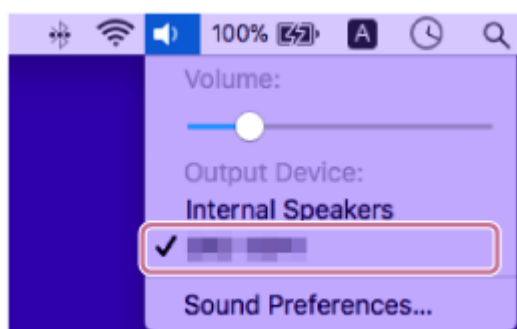 100% A
Volume:
Output Device:
Internal Speakers
Sound Preferences...